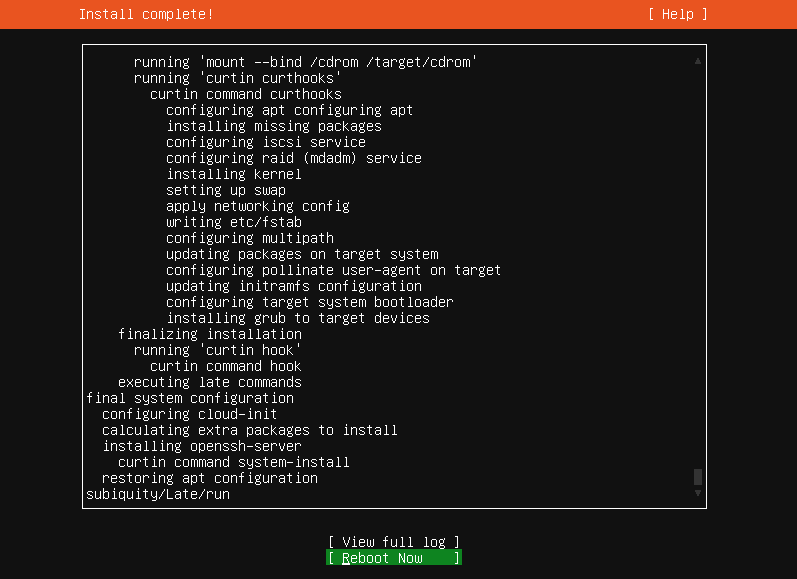 Install complete! [ Help ]
running 'mount --bind /cdrom /target/cdrom'
running 'curtin curthooks'
curtin command curthooks
configuring apt configuring apt
installing missing packages
configuring iscsi service
configuring raid (mdadm) service
installing kernel
setting up swap
apply networking config
writing etc/fstab
configuring multipath
updating packages on target system
configuring pollinate user-agent on target
updating initramfs configuration
configuring target system bootloader
installing grub to target devices
finalizing installation
running 'curtin hook'
curtin command hook
executing late commands
final system configuration
configuring cloud-init
calculating extra packages to install
installing openssh-server
curtin command system-install
restoring apt configuration
subiquity/Late/run
[ View full log ]
[ Reboot Now ]